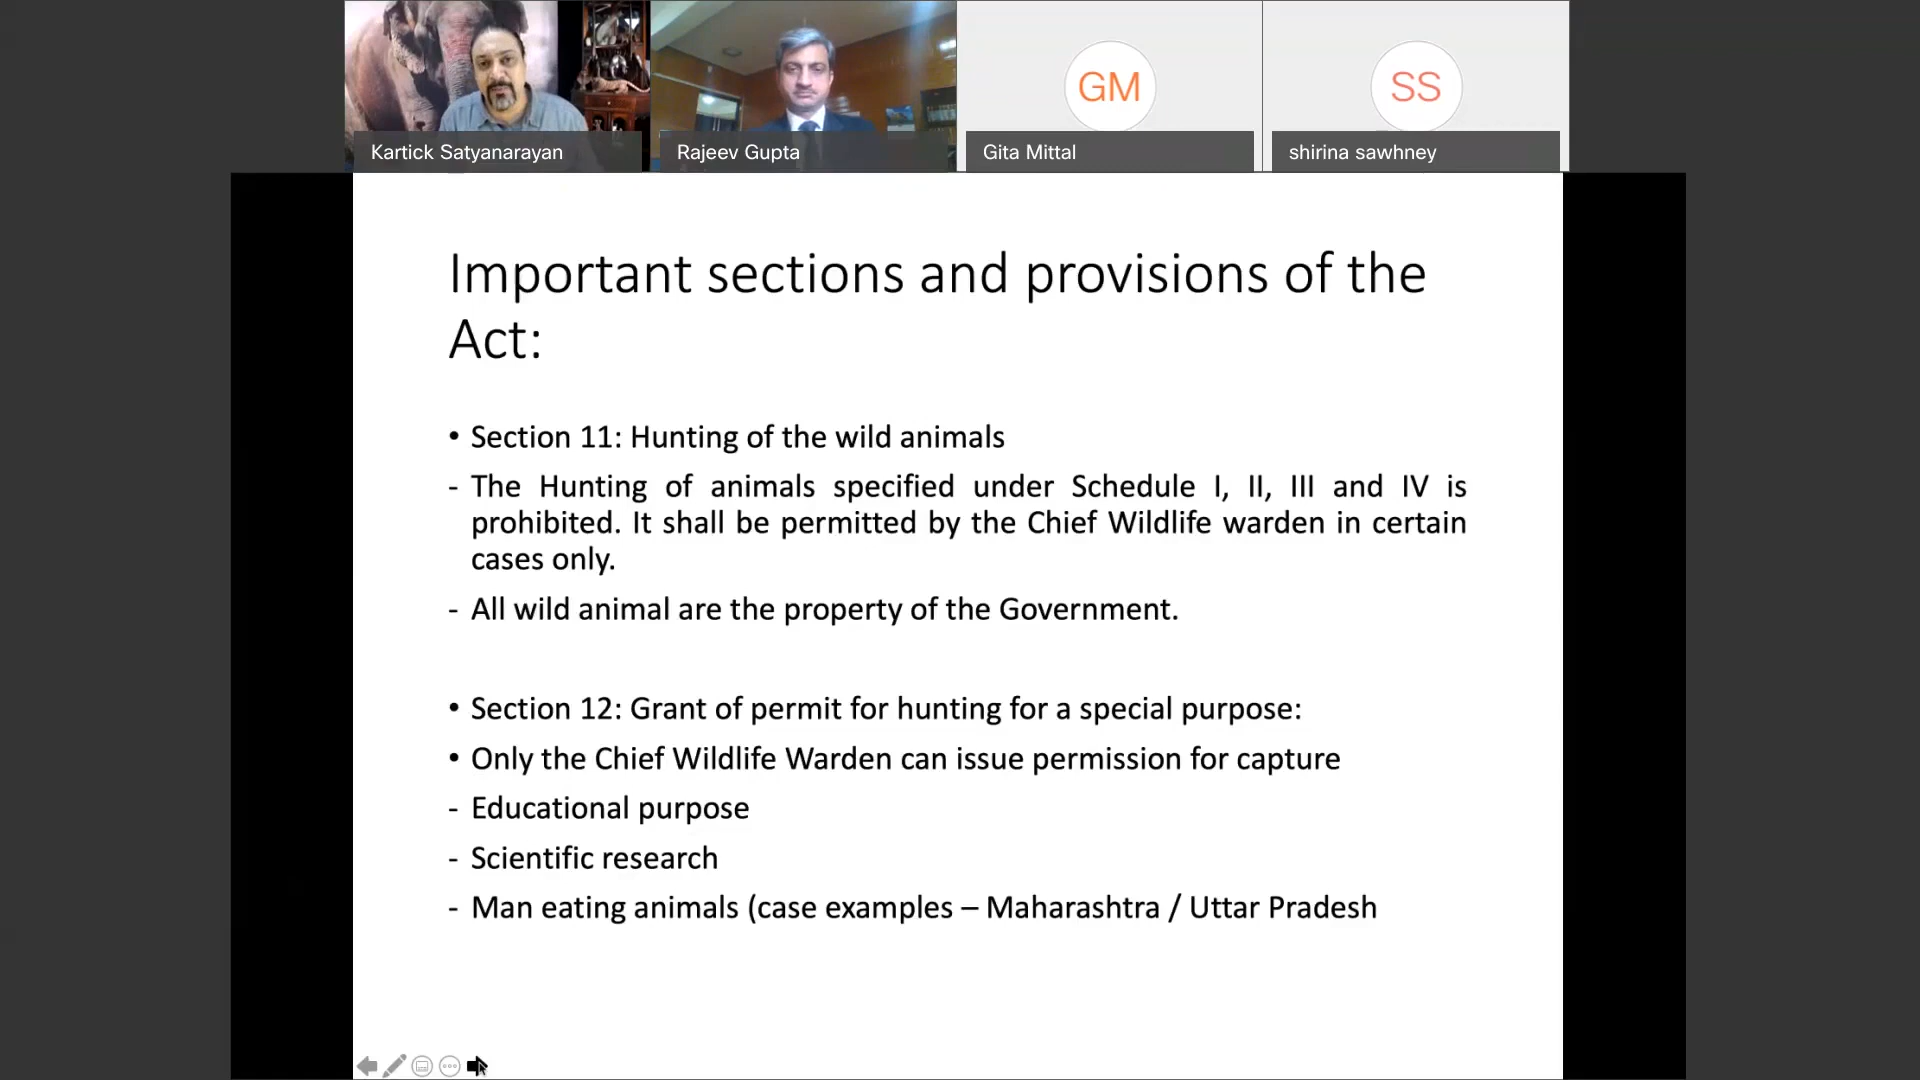 GM
SS
Kartick Satyanarayan
Rajeev Gupta
Gita Mittal
shirina sawhney
Important sections and provisions of the
Act:
• Section 11: Hunting of the wild animals
- The Hunting of animals specified under Schedule I, II, III and IV is
prohibited. It shall be permitted by the Chief Wildlife warden in certain
cases only.
- All wild animal are the property of the Government.
• Section 12: Grant of permit for hunting for a special purpose:
• Only the Chief Wildlife Warden can issue permission for capture
- Educational purpose
- Scientific research
- Man eating animals (case examples – Maharashtra / Uttar Pradesh